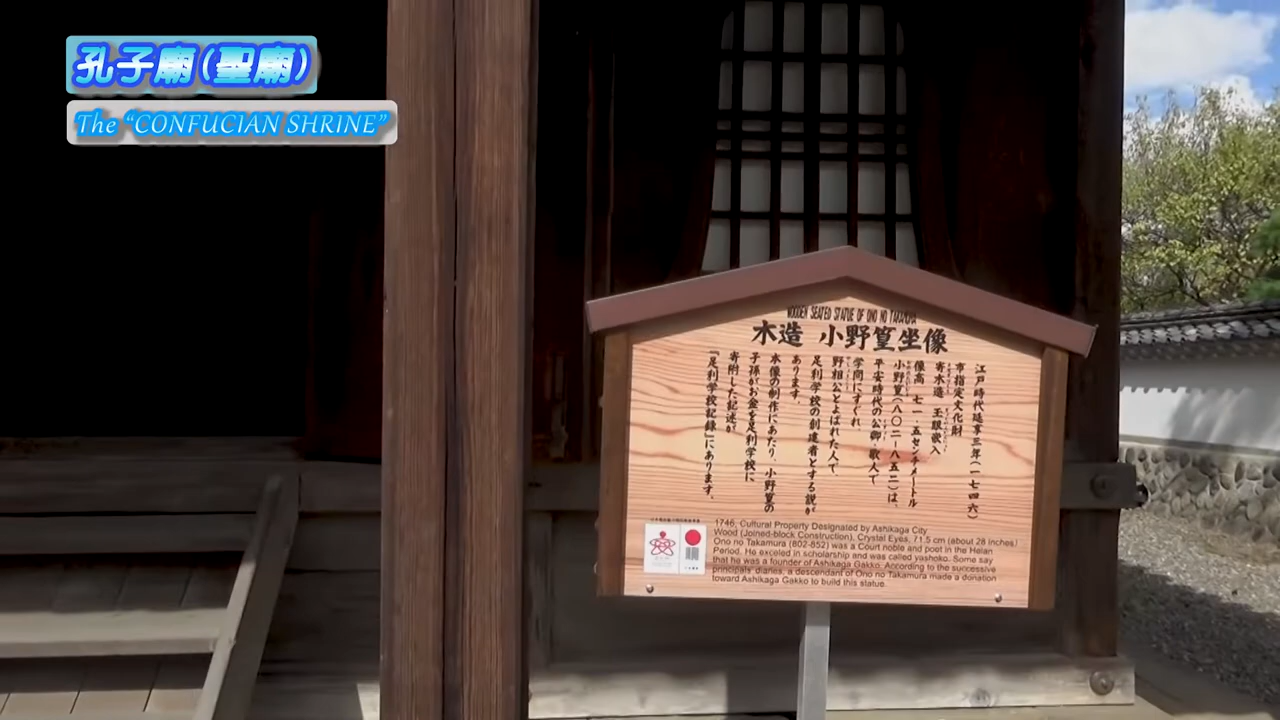 孔子廟(聖廟)
The “CONFUCIAN SHRINE”
WOODEN SEATED STATUE OF ONO NO TAKAMURA
木造 小野篁坐像
江戸時代延享三年(一七四六)
市指定文化財
寄木造 玉眼嵌入
像高 七一・五センチメートル
小野篁(八〇二－八五二)は、
平安時代の公卿・歌人で
学問にすぐれ、
野相公とよばれた人で、
足利学校の創建者とする説が
あります。
本像の制作にあたり、小野篁の
子孫がお金を足利学校に
寄附した記述が
『足利学校記録』にあります。
1746, Cultural Property Designated by Ashikaga City
Wood (Joined-block Construction), Crystal Eyes, 71.5 cm (about 28 inches)
Ono no Takamura (802-852) was a Court noble and poet in the Heian
Period. He exceled in scholarship and was called yashoko. Some say
that he was a founder of Ashikaga Gakko. According to the successive
principals' diaries, a descendant of Ono no Takamura made a donation
toward Ashikaga Gakko to build this statue.